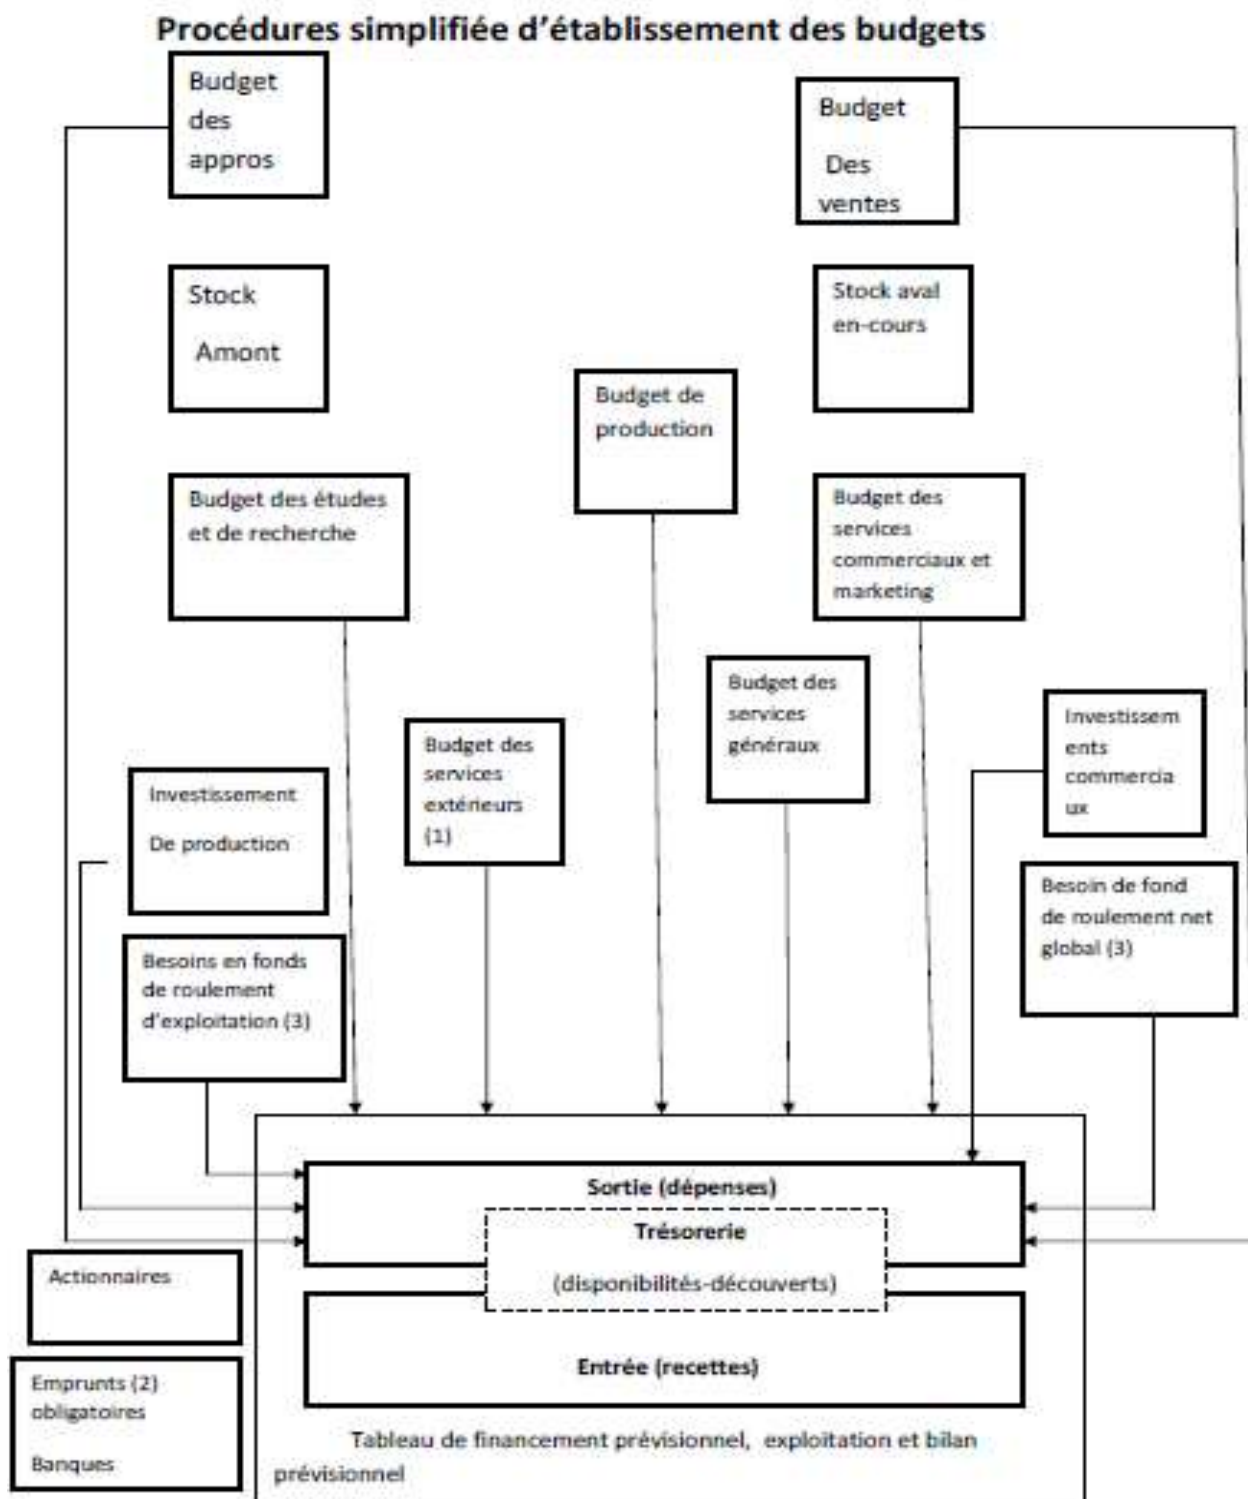 Procédures simplifiée d'établissement des budgets
Budget
des
appros
Budget
Des
ventes
Stock
Amont
Stock aval
en-cours
Budget de
production
Budget des études
et de recherche
Budget des
services
commerciaux et
marketing
Budget des
services
généraux
Investissem
ents
commercia
ux
Budget des
services
extérieurs
(1)
Investissement
De production
Besoin de fond
de roulement net
global (3)
Besoins en fonds
de roulement
d'exploitation (3)
Sortie (dépenses)
Trésorerie
(disponibilités-découverts)
Entrée (recettes)
Actionnaires
Emprunts (2)
obligatoires
Banques
Tableau de financement prévisionnel, exploitation et bilan
prévisionnel